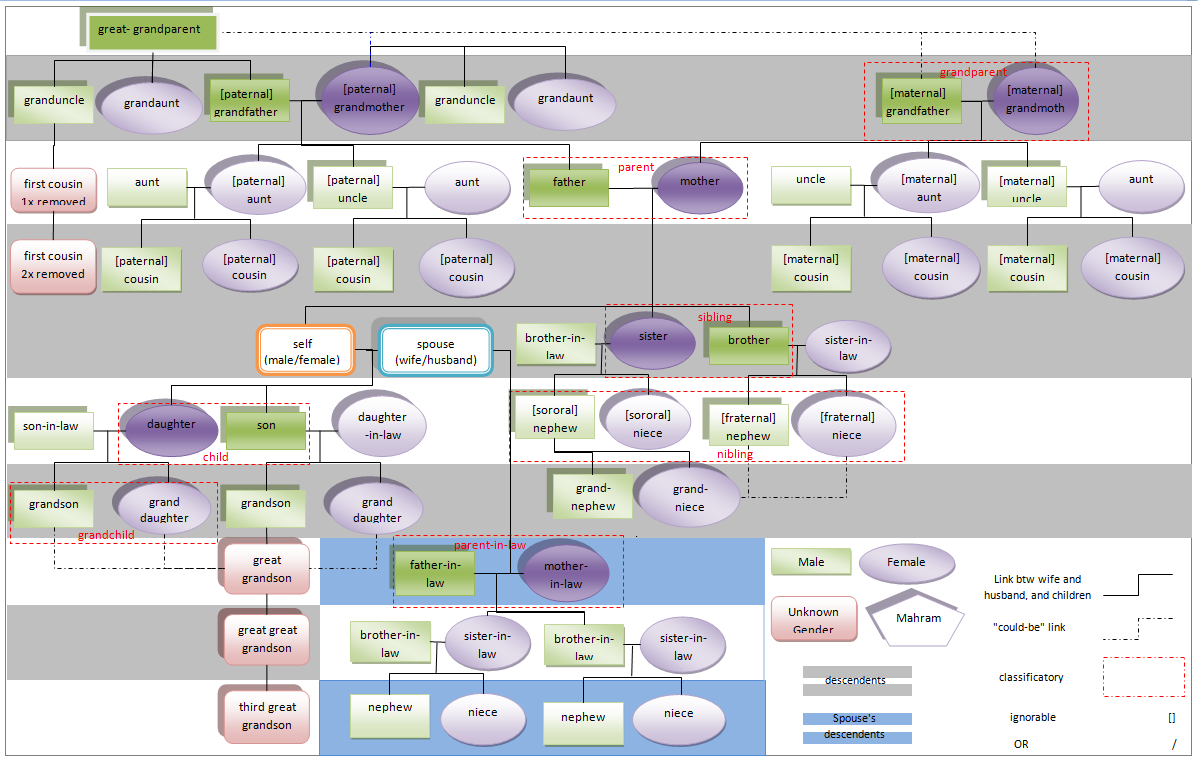 great- grandparent
granduncle
grandaunt
[paternal]
grandfather
[paternal]
grandmother
granduncle
grandaunt
grandparent
[maternal]
grandfather
[maternal]
grandmoth
first cousin
1x removed
aunt
[paternal]
aunt
[paternal]
uncle
aunt
parent
father
mother
uncle
[maternal]
aunt
[maternal]
uncle
aunt
first cousin
2x removed
[paternal]
cousin
[paternal]
cousin
[paternal]
cousin
[paternal]
cousin
[maternal]
cousin
[maternal]
cousin
[maternal]
cousin
[maternal]
cousin
self
(male/female)
spouse
(wife/husband)
brother-in-
law
sibling
sister
brother
sister-in-
law
son-in-law
daughter
son
child
daughter
-in-law
[sororal]
nephew
[sororal]
niece
[fraternal]
nephew
[fraternal]
niece
nibling
grandson
grand
daughter
grandchild
grandson
grand
daughter
grand-
nephew
grand-
niece
great
grandson
parent-in-law
father-in-
law
mother-
in-law
great great
grandson
brother-in-
law
sister-in-
law
brother-in-
law
sister-in-
law
third great
grandson
nephew
niece
nephew
niece
Male
Female
Unknown
Gender
Mahram
descendents
Spouse's
descendents
Link btw wife and
husband, and children
"could-be" link
classificatory
ignorable
[]
OR
/